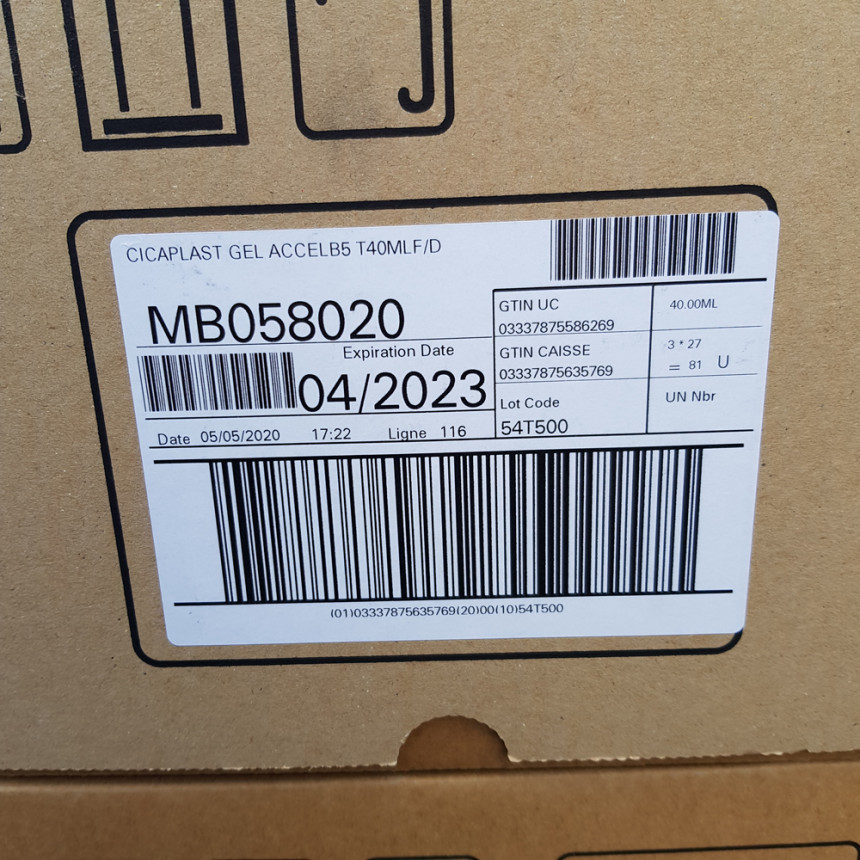 CICAPLAST GEL ACCELB5 T40MLF/D
MB058020
Expiration Date
04/2023
Date 05/05/2020 17:22 Ligne 116
GTIN UC
03337875586269
40.00ML
GTIN CAISSE
03337875635769
3 * 27
= 81 U
Lot Code
54T500
UN Nbr
(01)03337875635769(20)00(10)54T500